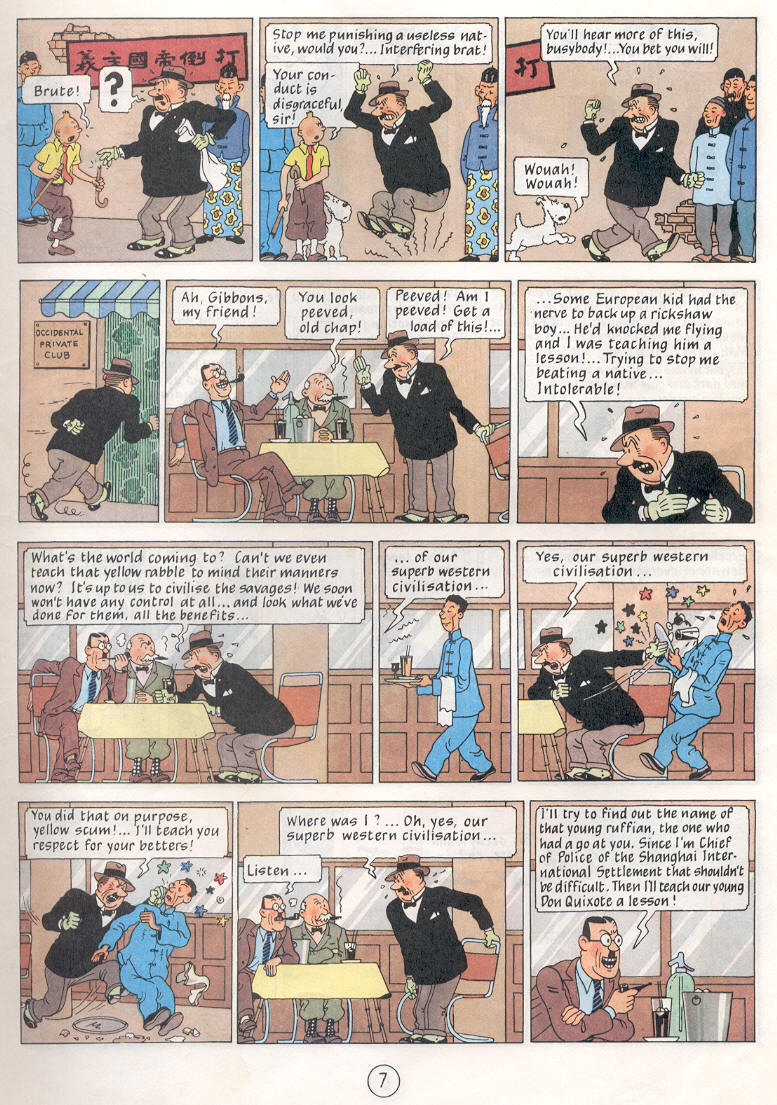 義主國帝倒打
Brute!
?
Stop me punishing a useless nat-
ive, would you?... Interfering brat!
Your con-
duct is
disgraceful,
sir!
打
You'll hear more of this,
busybody!...You bet you will!
Wouah!
Wouah!
OCCIDENTAL
PRIVATE
CLUB
Ah, Gibbons,
my friend!
You look
peeved,
old chap!
Peeved! Am I
peeved! Get a
load of this!...
...Some European kid had the
nerve to back up a rickshaw
boy... He'd knocked me flying
and I was teaching him a
lesson!... Trying to stop me
beating a native...
Intolerable!
What's the world coming to? Can't we even
teach that yellow rabble to mind their manners
now? It's up to us to civilise the savages! We soon
won't have any control at all... and look what we've
done for them, all the benefits...
... of our
superb western
civilisation...
Yes, our superb western
civilisation ...
You did that on purpose,
yellow scum!... I'll teach you
respect for your betters!
Where was I? ... Oh, yes, our
superb western civilisation ...
Listen ...
I'll try to find out the name of
that young ruffian, the one who
had a go at you. Since I'm Chief
of Police of the Shanghai Inter-
national Settlement that shouldn't
be difficult. Then I'll teach our young
Don Quixote a lesson!
7